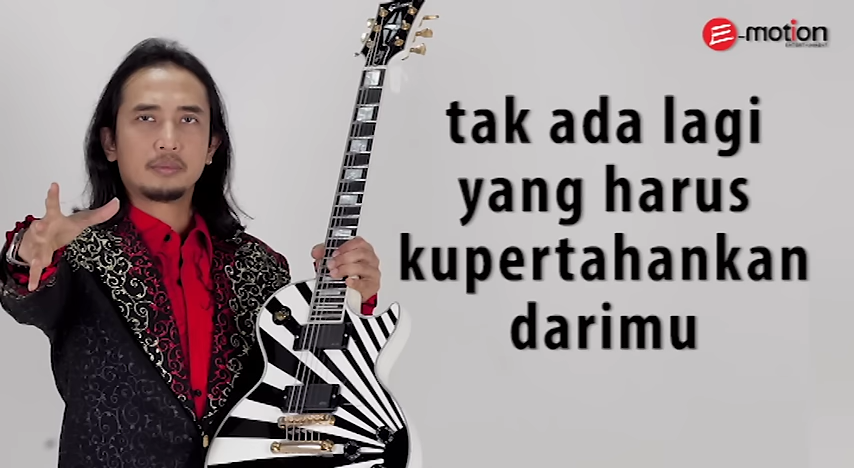 E-motion
tak ada lagi
yang harus
kupertahankan
darimu